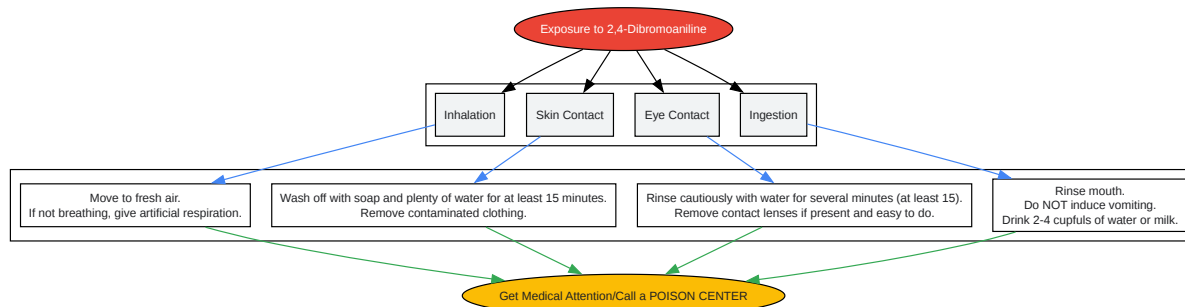 Exposure to 2,4-Dibromoaniline
Inhalation
Skin Contact
Eye Contact
Ingestion
Move to fresh air.
If not breathing, give artificial respiration.
Wash off with soap and plenty of water for at least 15 minutes.
Remove contaminated clothing.
Rinse cautiously with water for several minutes (at least 15).
Remove contact lenses if present and easy to do.
Rinse mouth.
Do NOT induce vomiting.
Drink 2-4 cupfuls of water or milk.
Get Medical Attention/Call a POISON CENTER